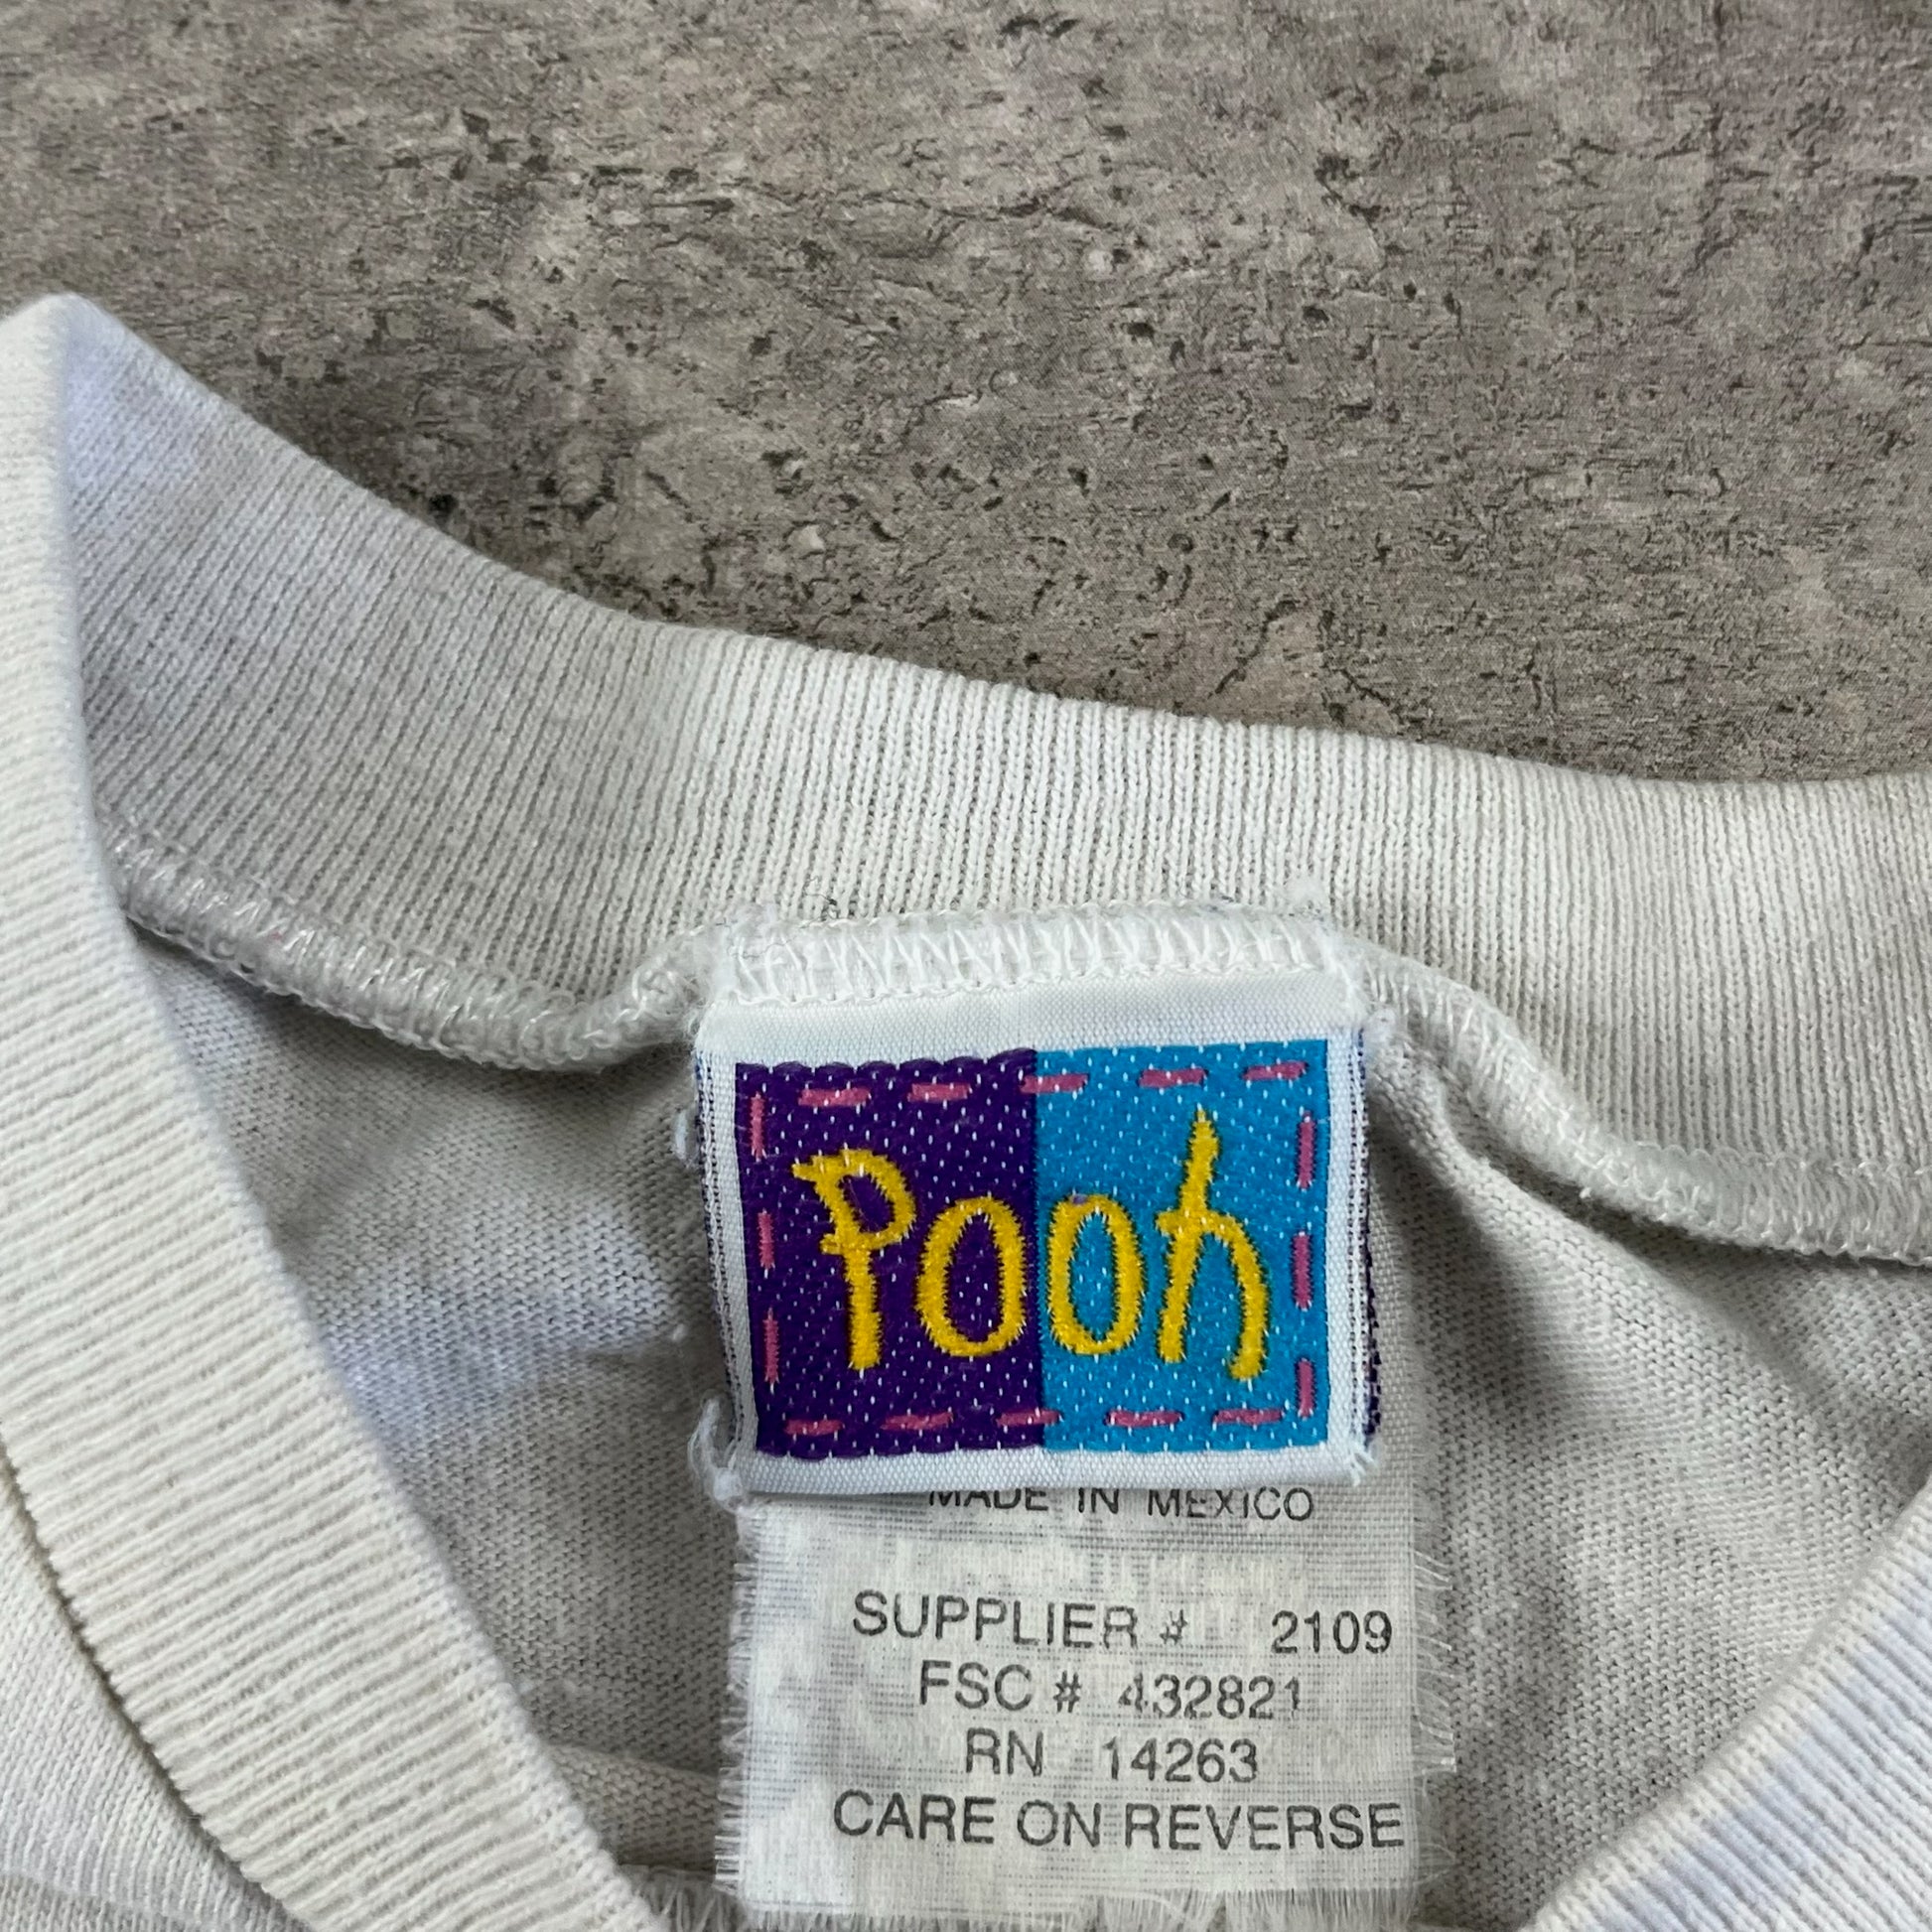 Pooh
MADE IN MEXICO
SUPPLIER # 2109
FSC # 432821
RN 14263
CARE ON REVERSE